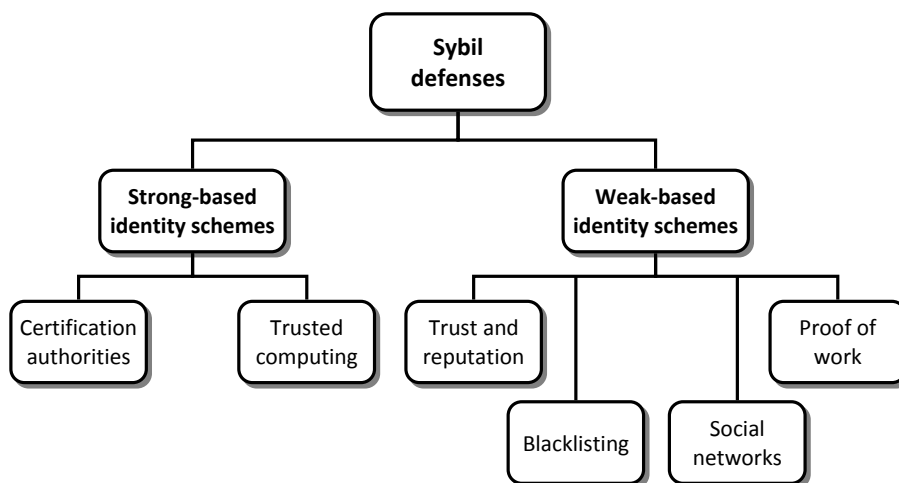 Sybil
defenses
Strong-based
identity schemes
Weak-based
identity schemes
Certification
authorities
Trusted
computing
Trust and
reputation
Proof of
work
Blacklisting
Social
networks